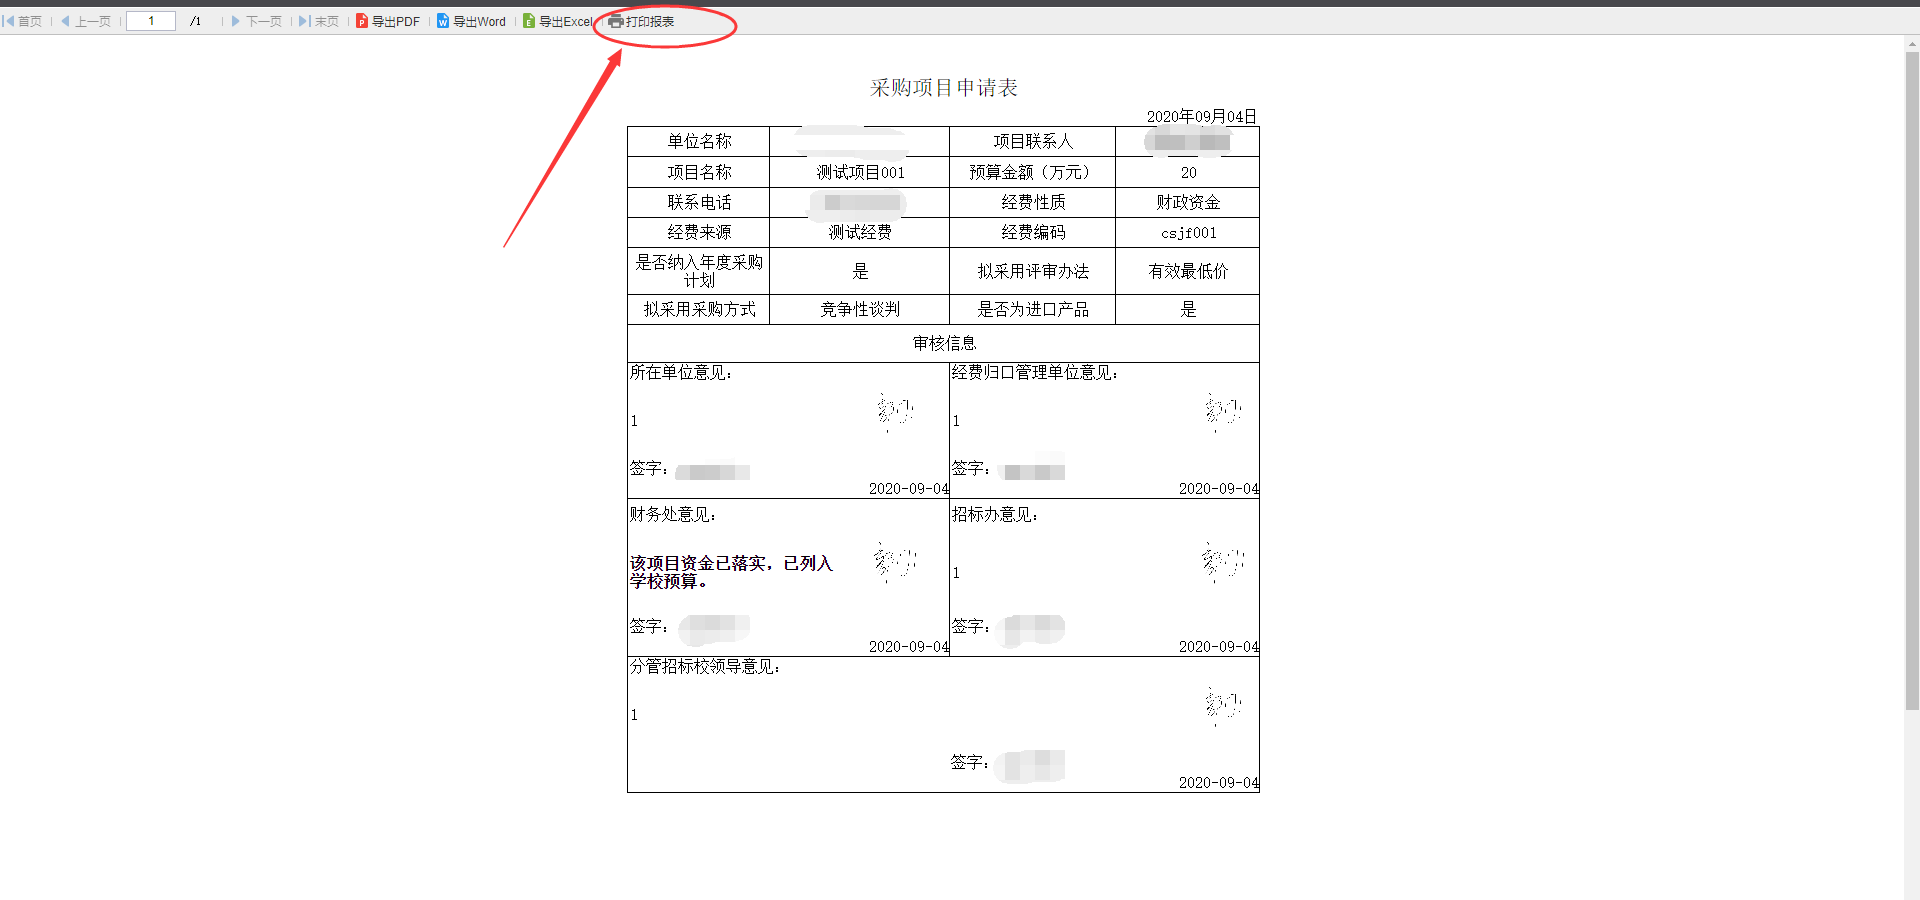 首页 上一页 1 /1 下一页 末页 导出PDF 导出Word 导出Excel 打印报表
采购项目申请表
2020年09月04日
单位名称 项目联系人
项目名称 测试项目001 预算金额（万元） 20
联系电话 经费性质 财政资金
经费来源 测试经费 经费编码 csjf001
是否纳入年度采购
计划 是 拟采用评审办法 有效最低价
拟采用采购方式 竞争性谈判 是否为进口产品 是
审核信息
所在单位意见： 经费归口管理单位意见：
1 1
签字： 签字：
2020-09-04 2020-09-04
财务处意见： 招标办意见：
该项目资金已落实，已列入
学校预算。 1
签字： 签字：
2020-09-04 2020-09-04
分管招标校领导意见：
1
签字：
2020-09-04